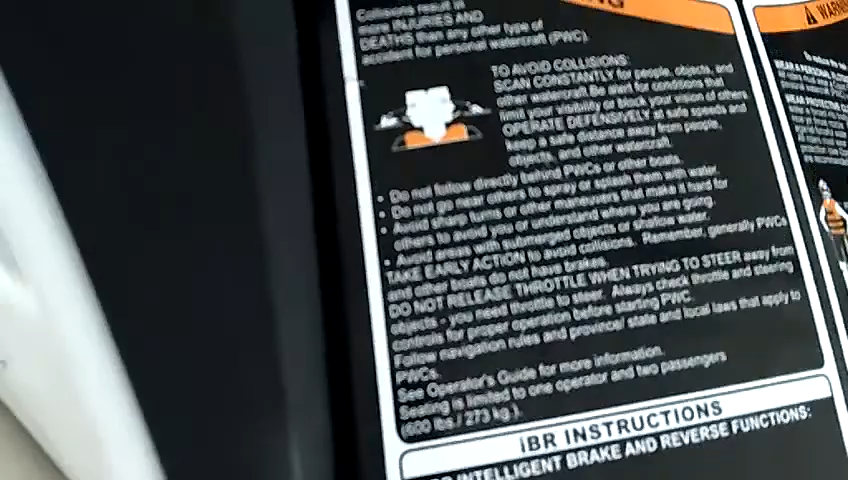 WARNING
Collisions result in
more INJURIES AND
DEATHS than any other type of
accident for personal watercraft (PWC).
TO AVOID COLLISIONS:
SCAN CONSTANTLY for people, objects, and
other watercraft. Be alert for conditions that
limit your visibility or block your vision of others
OPERATE DEFENSIVELY at safe speeds and
keep a safe distance away from people,
objects, and other watercraft.
• Do not follow directly behind PWCs or other boats.
• Do not go near others to spray or splash them with water.
• Avoid sharp turns or other maneuvers that make it hard for
others to avoid you or understand where you are going.
• Avoid areas with submerged objects or shallow water.
TAKE EARLY ACTION to avoid collisions. Remember, generally PWCs
and other boats do not have brakes.
DO NOT RELEASE THROTTLE WHEN TRYING TO STEER away from
objects - you need throttle to steer. Always check throttle and steering
controls for proper operation before starting PWC.
Follow navigation rules and province/ state and local laws that apply to
PWCs.
See Operator's Guide for more information.
Seating is limited to one operator and two passengers
(600 lbs / 273 kg ).
iBR INSTRUCTIONS
INTELLIGENT BRAKE AND REVERSE FUNCTIONS:
WARNI
WEAR A PERSONAL
WEAR PROTECTIVE